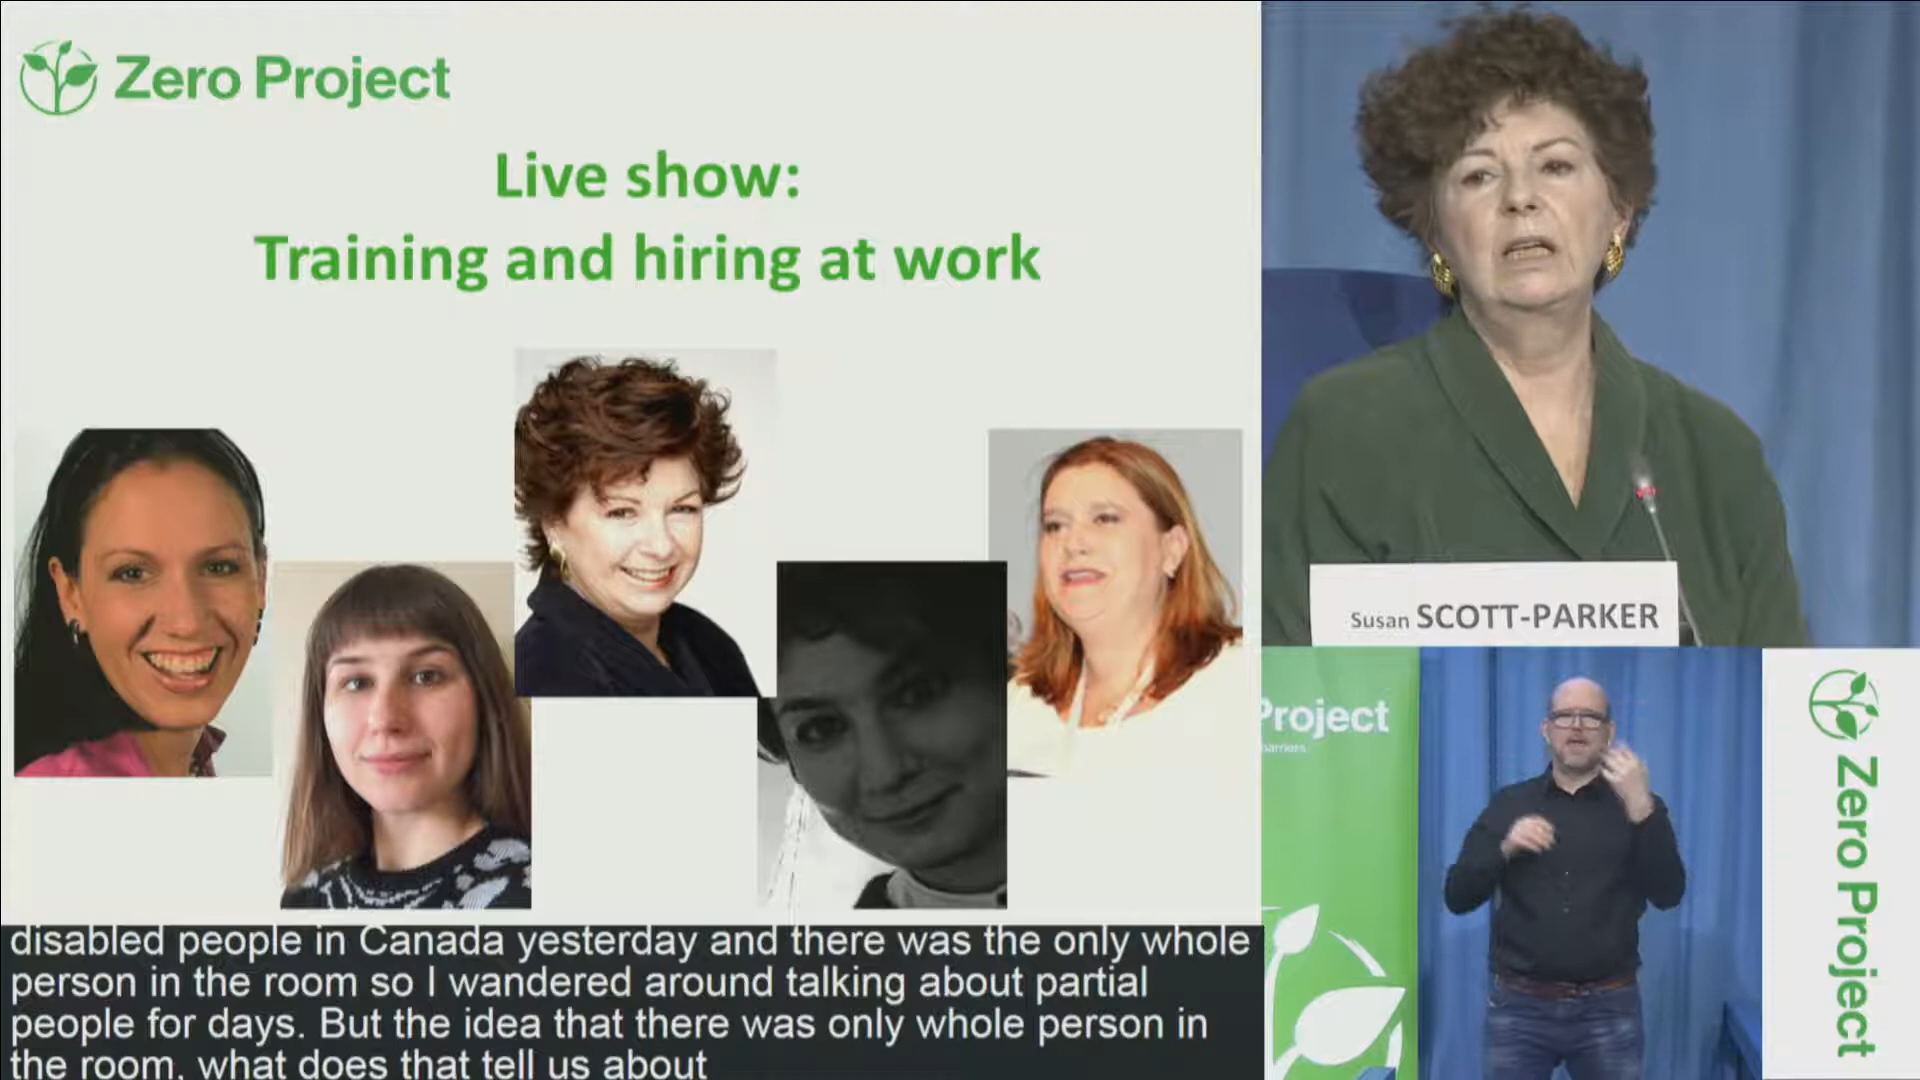 Zero Project
Live show:
Training and hiring at work
Susan SCOTT-PARKER
Project
Zero Project
disabled people in Canada yesterday and there was the only whole
person in the room so I wandered around talking about partial
people for days. But the idea that there was only whole person in
the room, what does that tell us about